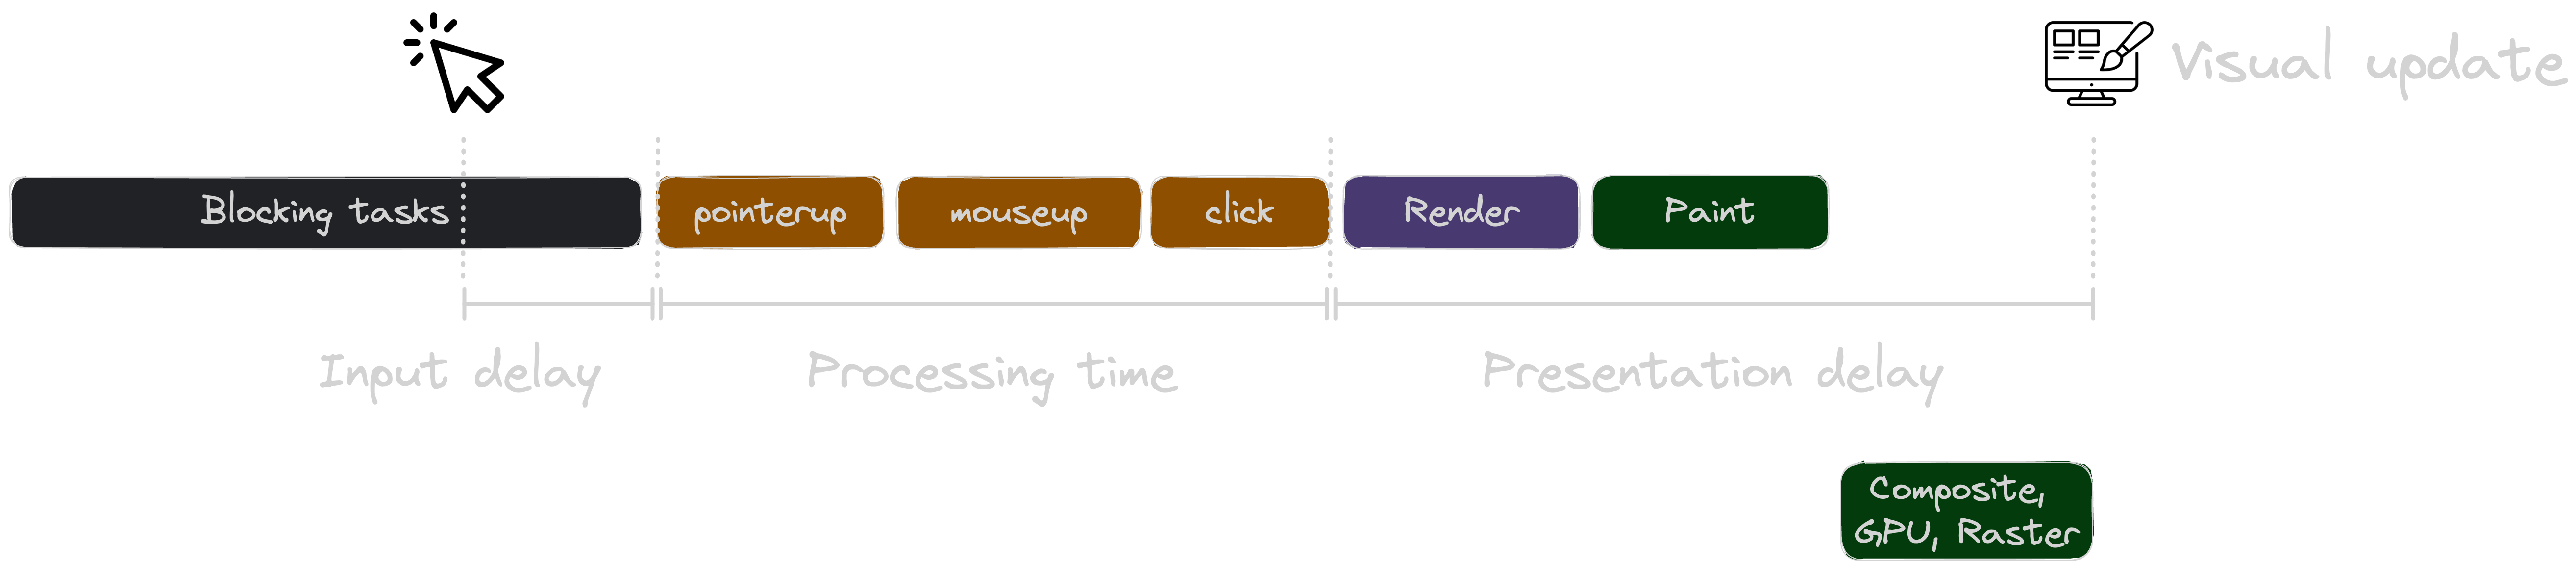 Visual update
Blocking tasks
pointerup
mouseup
click
Render
Paint
Input delay
Processing time
Presentation delay
Composite,
GPU, Raster